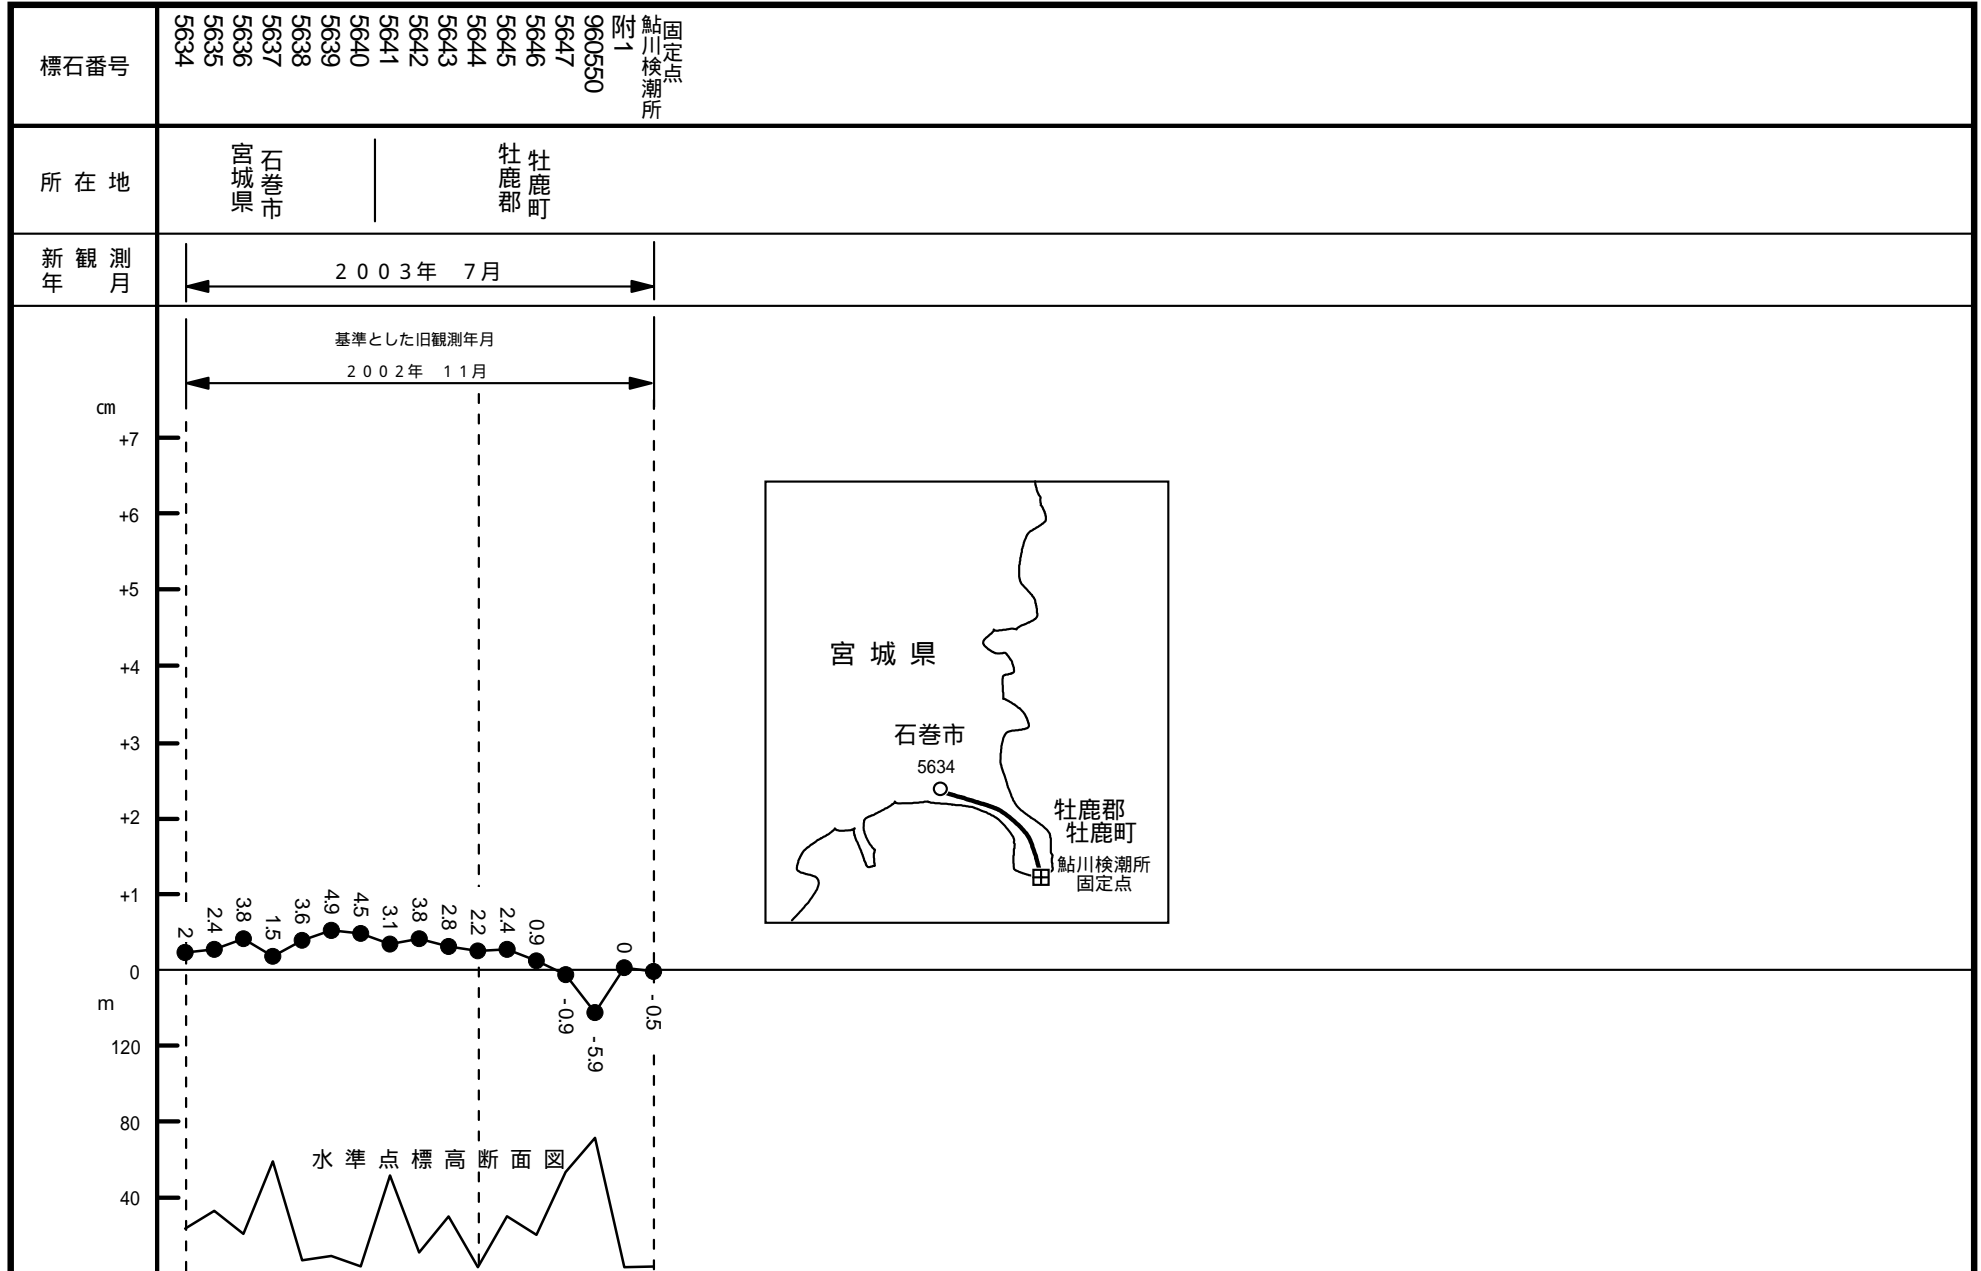 標石番号
5634
5635
5636
5637
5638
5639
5640
5641
5642
5643
5644
5645
5646
5647
960550
附1
鮎川検潮所
固定点
所在地
宮城県
石巻市
牡鹿郡
牡鹿町
新観測
年 月
2003年 7月
基準とした旧観測年月
2002年 11月
cm
+7
+6
+5
+4
+3
+2
+1
0
2
2.4
3.8
1.5
3.6
4.9
4.5
3.1
3.8
2.8
2.2
2.4
0.9
-0.9
-5.9
0
-0.5
宮城県
石巻市
5634
牡鹿郡
牡鹿町
鮎川検潮所
固定点
m
120
80
40
水準点標高断面図